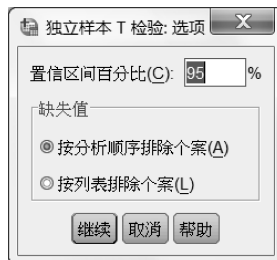 独立样本 T 检验: 选项
置信区间百分比(C): 95 %
缺失值
按分析顺序排除个案(A)
按列表排除个案(L)
继续 取消 帮助